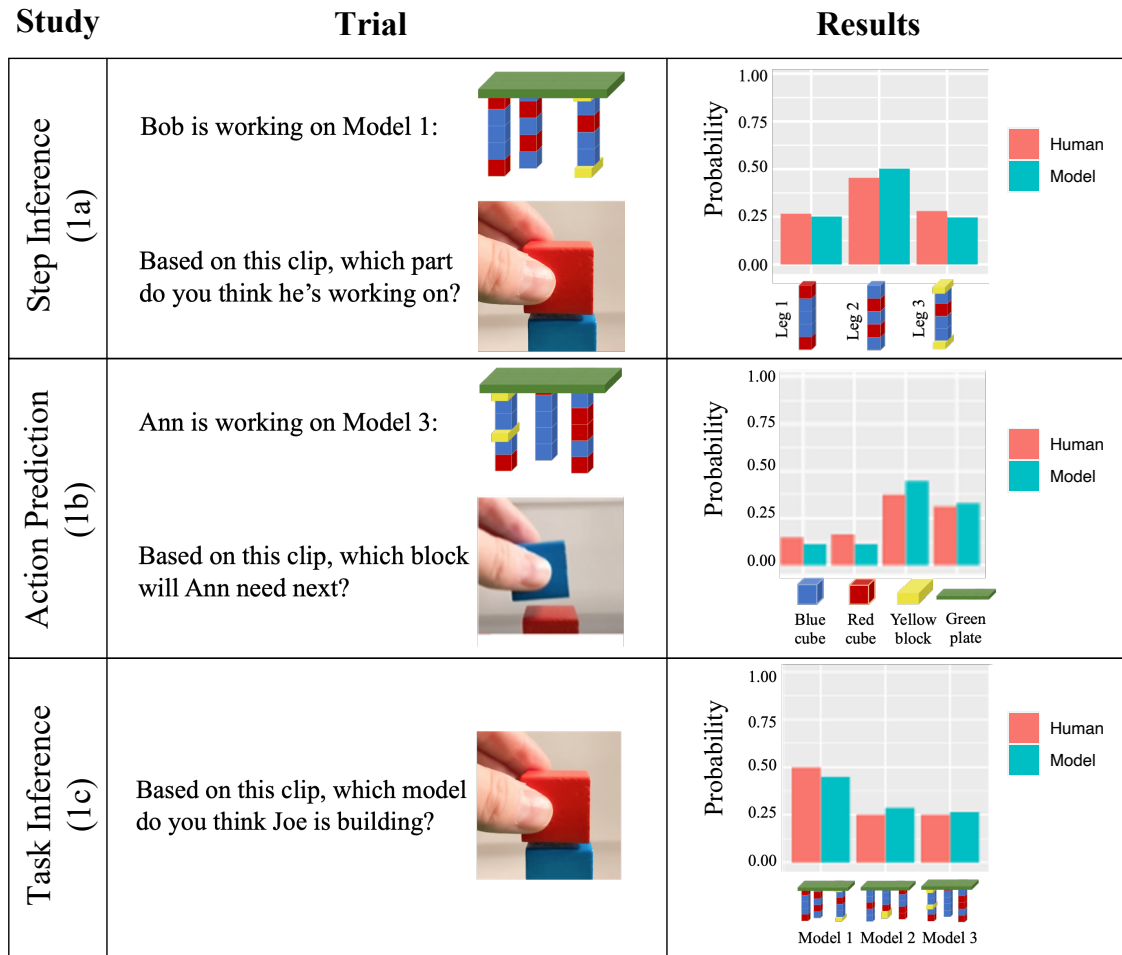 Study
Trial
Results
Step Inference
(1a)
Bob is working on Model 1:
Based on this clip, which part
do you think he's working on?
Probability
1.00
0.75
0.50
0.25
0.00
Human
Model
Leg 1
Leg 2
Leg 3
Action Prediction
(1b)
Ann is working on Model 3:
Based on this clip, which block
will Ann need next?
Probability
1.00
0.75
0.50
0.25
0.00
Human
Model
Blue
cube
Red
cube
Yellow
block
Green
plate
Task Inference
(1c)
Based on this clip, which model
do you think Joe is building?
Probability
1.00
0.75
0.50
0.25
0.00
Human
Model
Model 1
Model 2
Model 3